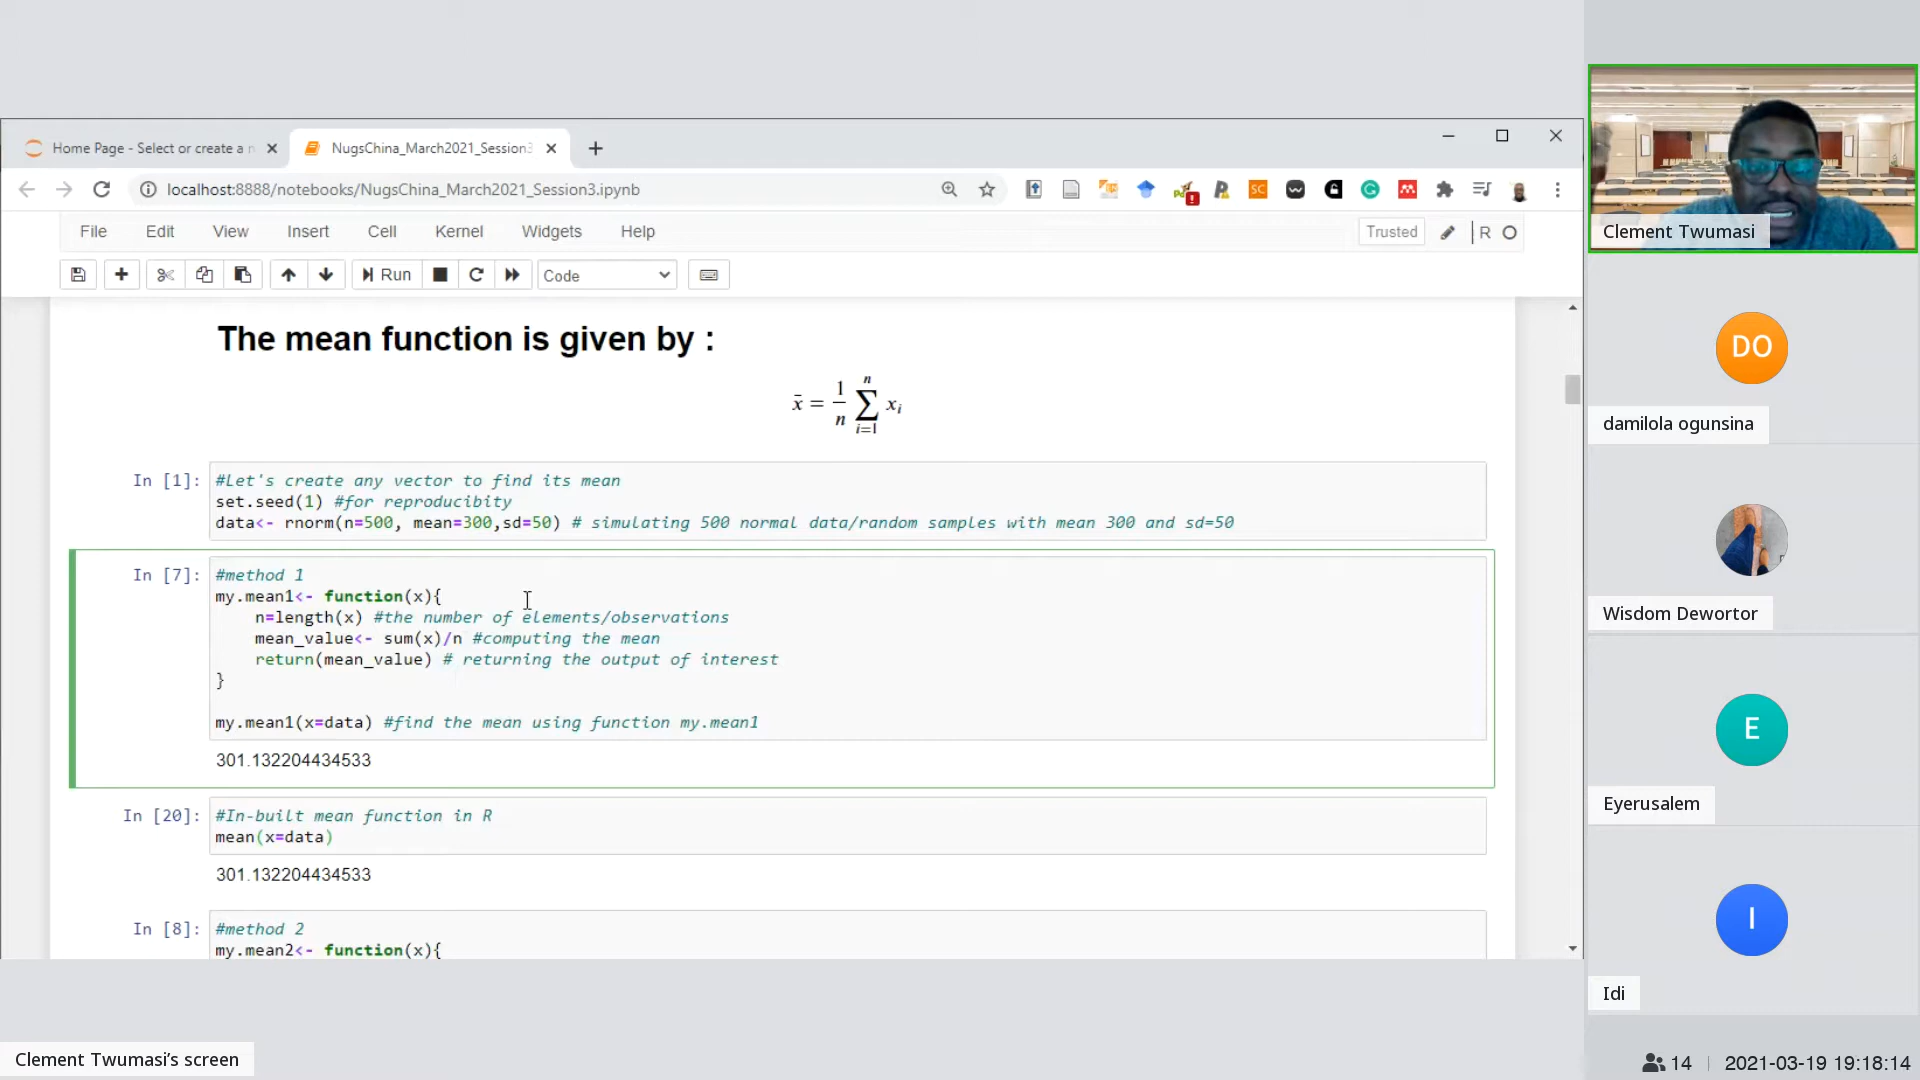 Home Page - Select or create a n
NugsChina_March2021_Session3
localhost:8888/notebooks/NugsChina_March2021_Session3.ipynb
SC
File Edit View Insert Cell Kernel Widgets Help Trusted R
Run Code
The mean function is given by :
x̄ = 1/n ∑ i=1 n xi
In [1]: #Let's create any vector to find its mean
set.seed(1) #for reproducibity
data<- rnorm(n=500, mean=300,sd=50) # simulating 500 normal data/random samples with mean 300 and sd=50
In [7]: #method 1
my.mean1<- function(x){
n=length(x) #the number of elements/observations
mean_value<- sum(x)/n #computing the mean
return(mean_value) # returning the output of interest
}
my.mean1(x=data) #find the mean using function my.mean1
301.132204434533
In [20]: #In-built mean function in R
mean(x=data)
301.132204434533
In [8]: #method 2
my.mean2<- function(x){
Clement Twumasi
DO
damilola ogunsina
Wisdom Dewortor
E
Eyerusalem
I
Idi
Clement Twumasi's screen
14 2021-03-19 19:18:14